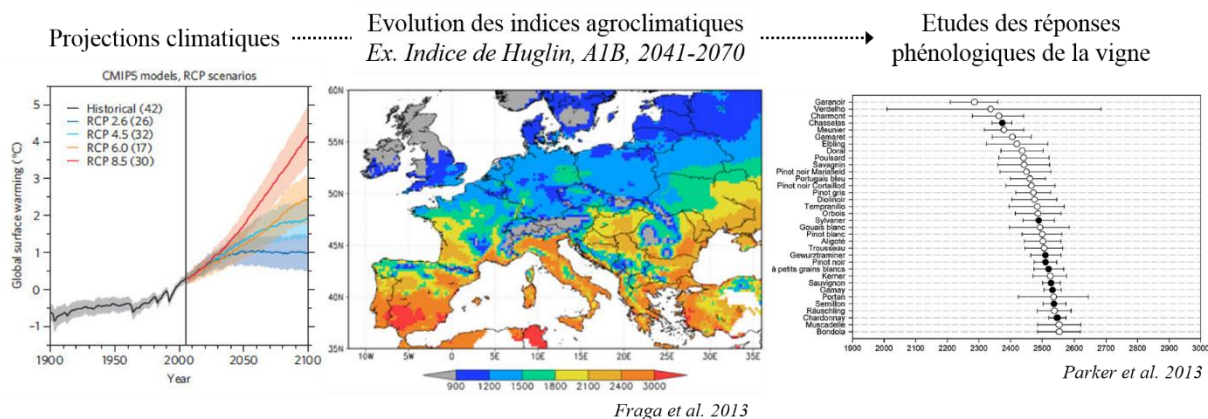 Projections climatiques
Evolution des indices agroclimatiques
Ex. Indice de Huglin, A1B, 2041-2070
Etudes des réponses
phénologiques de la vigne
CMIP5 models, RCP scenarios
Historical (42)
RCP 2.6 (26)
RCP 4.5 (32)
RCP 6.0 (17)
RCP 8.5 (30)
Global surface warming (°C)
5
4
3
2
1
0
-1
1900 1950 2000 2050 2100
Year
60N
55N
50N
45N
40N
35N
10W 5W 0 5E 10E 15E 20E 25E 30E 35E
900 1200 1500 1800 2100 2400 3000
Fraga et al. 2013
Garanoir
Verdelho
Charmont
Chasselas
Meunier
Gamaret
Elbling
Doral
Poulsard
Savagnin
Pinot noir Mariafeld
Portugais bleu
Pinot noir Cortaillod
Pinot gris
Diolinoir
Tempranillo
Orbois
Sylvaner
Gouais blanc
Pinot blanc
Aligoté
Trousseau
Gewurztraminer
Pinot noir
à petits grains blancs
Kerner
Sauvignon
Gamay
Portan
Semillon
Räuschling
Chardonnay
Muscadelle
Bondola
1900 2000 2100 2200 2300 2400 2500 2600 2700 2800 2900 3000
Parker et al. 2013